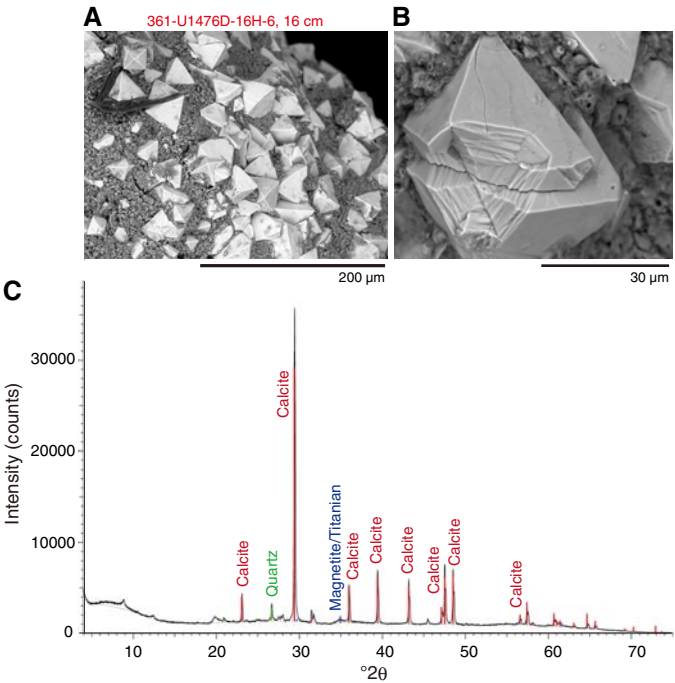 A
361-U1476D-16H-6, 16 cm
B
200 µm
30 µm
C
Intensity (counts)
30000
20000
10000
0
Calcite
Quartz
Calcite
Magnetite/Titanian
Calcite
Calcite
Calcite
Calcite
Calcite
Calcite
10
20
30
40
50
60
70
°2θ